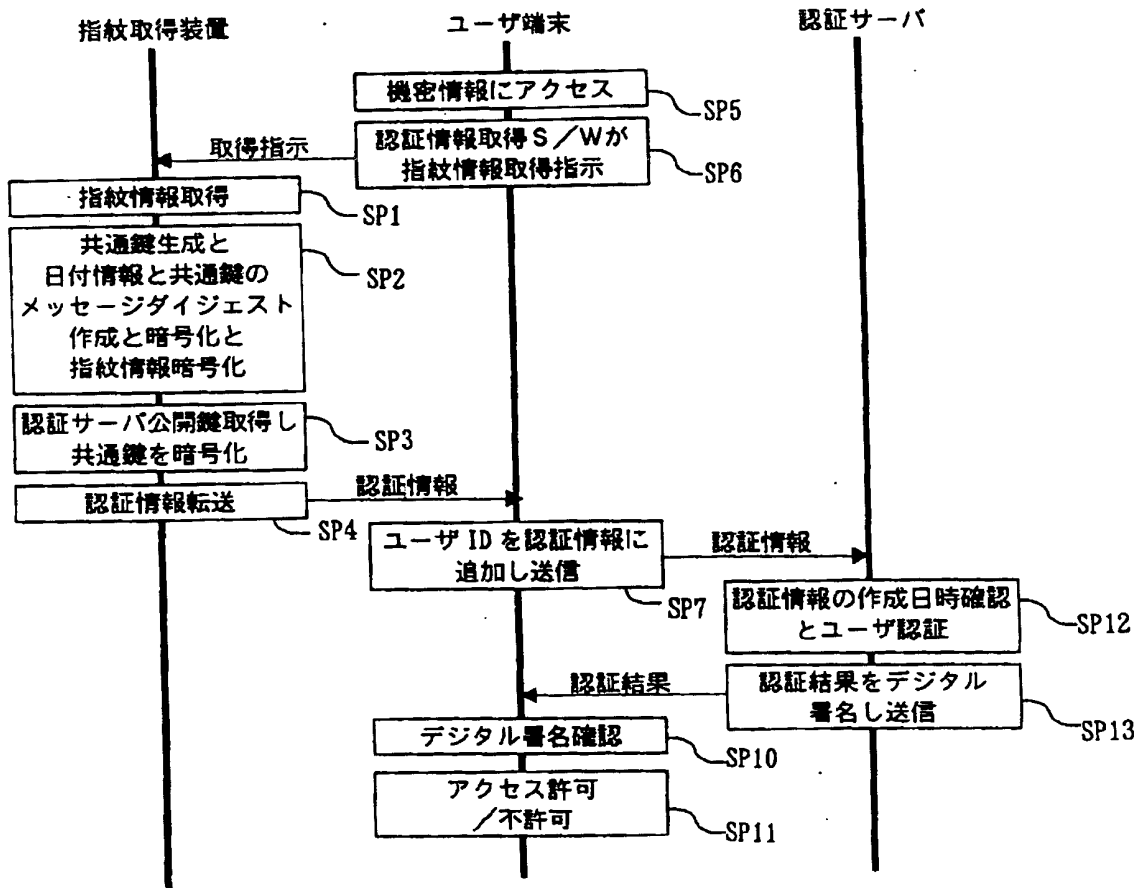 指紋取得装置
ユーザ端末
認証サーバ
機密情報にアクセス
SP5
認証情報取得S/Wが
指紋情報取得指示
SP6
取得指示
指紋情報取得
SP1
共通鍵生成と
日付情報と共通鍵の
メッセージダイジェスト
作成と暗号化と
指紋情報暗号化
SP2
認証サーバ公開鍵取得し
共通鍵を暗号化
SP3
認証情報転送
SP4
認証情報
ユーザIDを認証情報に
追加し送信
SP7
認証情報
認証情報の作成日時確認
とユーザ認証
SP12
認証結果をデジタル
署名し送信
SP13
認証結果
デジタル署名確認
SP10
アクセス許可
/不許可
SP11